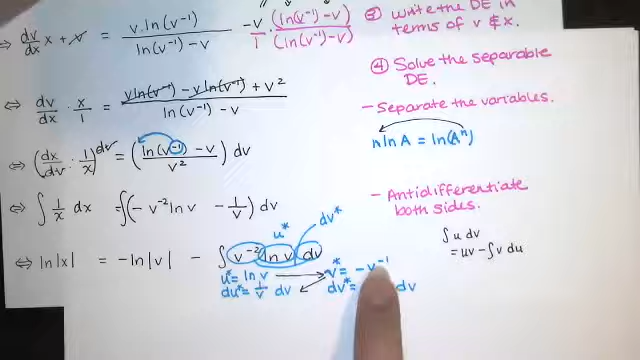 ⇒ dv/dx x + v = v·ln(v⁻¹)/(ln(v⁻¹) − v) −v/1 · (ln(v⁻¹) − v)/(ln(v⁻¹) − v)
③ Write the DE in terms of v & x.
④ Solve the separable DE.
⇔ dv/dx · x/1 = (v ln(v⁻¹) − v ln(v⁻¹) + v²)/(ln(v⁻¹) − v)
- Separate the variables.
n ln A = ln(Aⁿ)
⇔ (dx/dv · 1/x) dv = ((ln(v⁻¹) − v)/v²) dv
- Antidifferentiate both sides.
⇔ ∫ 1/x dx = ∫(− v⁻² ln v − 1/v) dv
u* dv*
∫ u dv
= uv − ∫ v du
⇔ ln|x| = −ln|v| − ∫ v⁻² ln v dv
u* = ln v v* = −v⁻¹
du* = 1/v dv dv* = dv